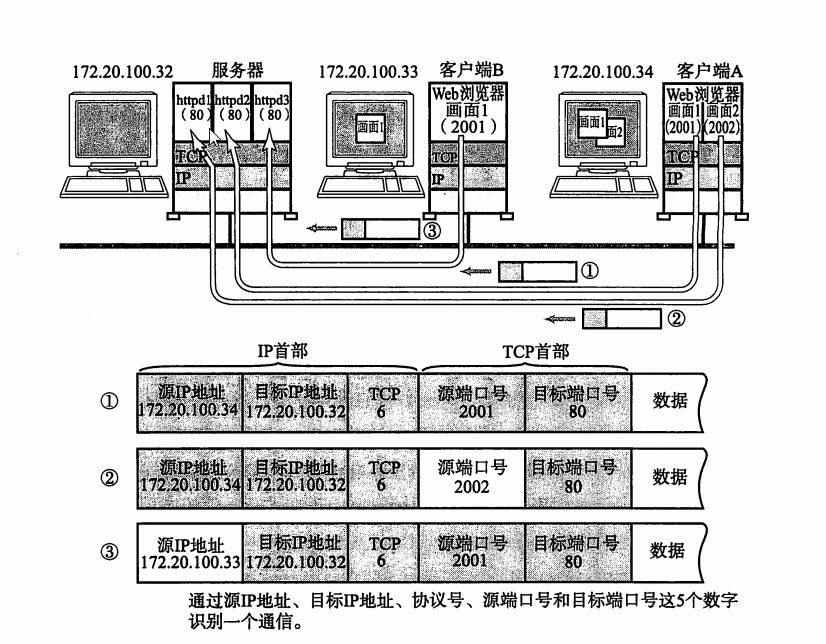 172.20.100.32
服务器
172.20.100.33
客户端B
172.20.100.34
客户端A
httpd1
(80)
httpd2
(80)
httpd3
(80)
TCP
IP
画面1
Web浏览器
画面1
(2001)
TCP
IP
画面1
面2
Web浏览器
画面1
(2001)
画面2
(2002)
TCP
IP
③
①
②
IP首部
TCP首部
①
源IP地址
172.20.100.34
目标IP地址
172.20.100.32
TCP
6
源端口号
2001
目标端口号
80
数据
②
源IP地址
172.20.100.34
目标IP地址
172.20.100.32
TCP
6
源端口号
2002
目标端口号
80
数据
③
源IP地址
172.20.100.33
目标IP地址
172.20.100.32
TCP
6
源端口号
2001
目标端口号
80
数据
通过源IP地址、目标IP地址、协议号、源端口号和目标端口号这5个数字
识别一个通信。